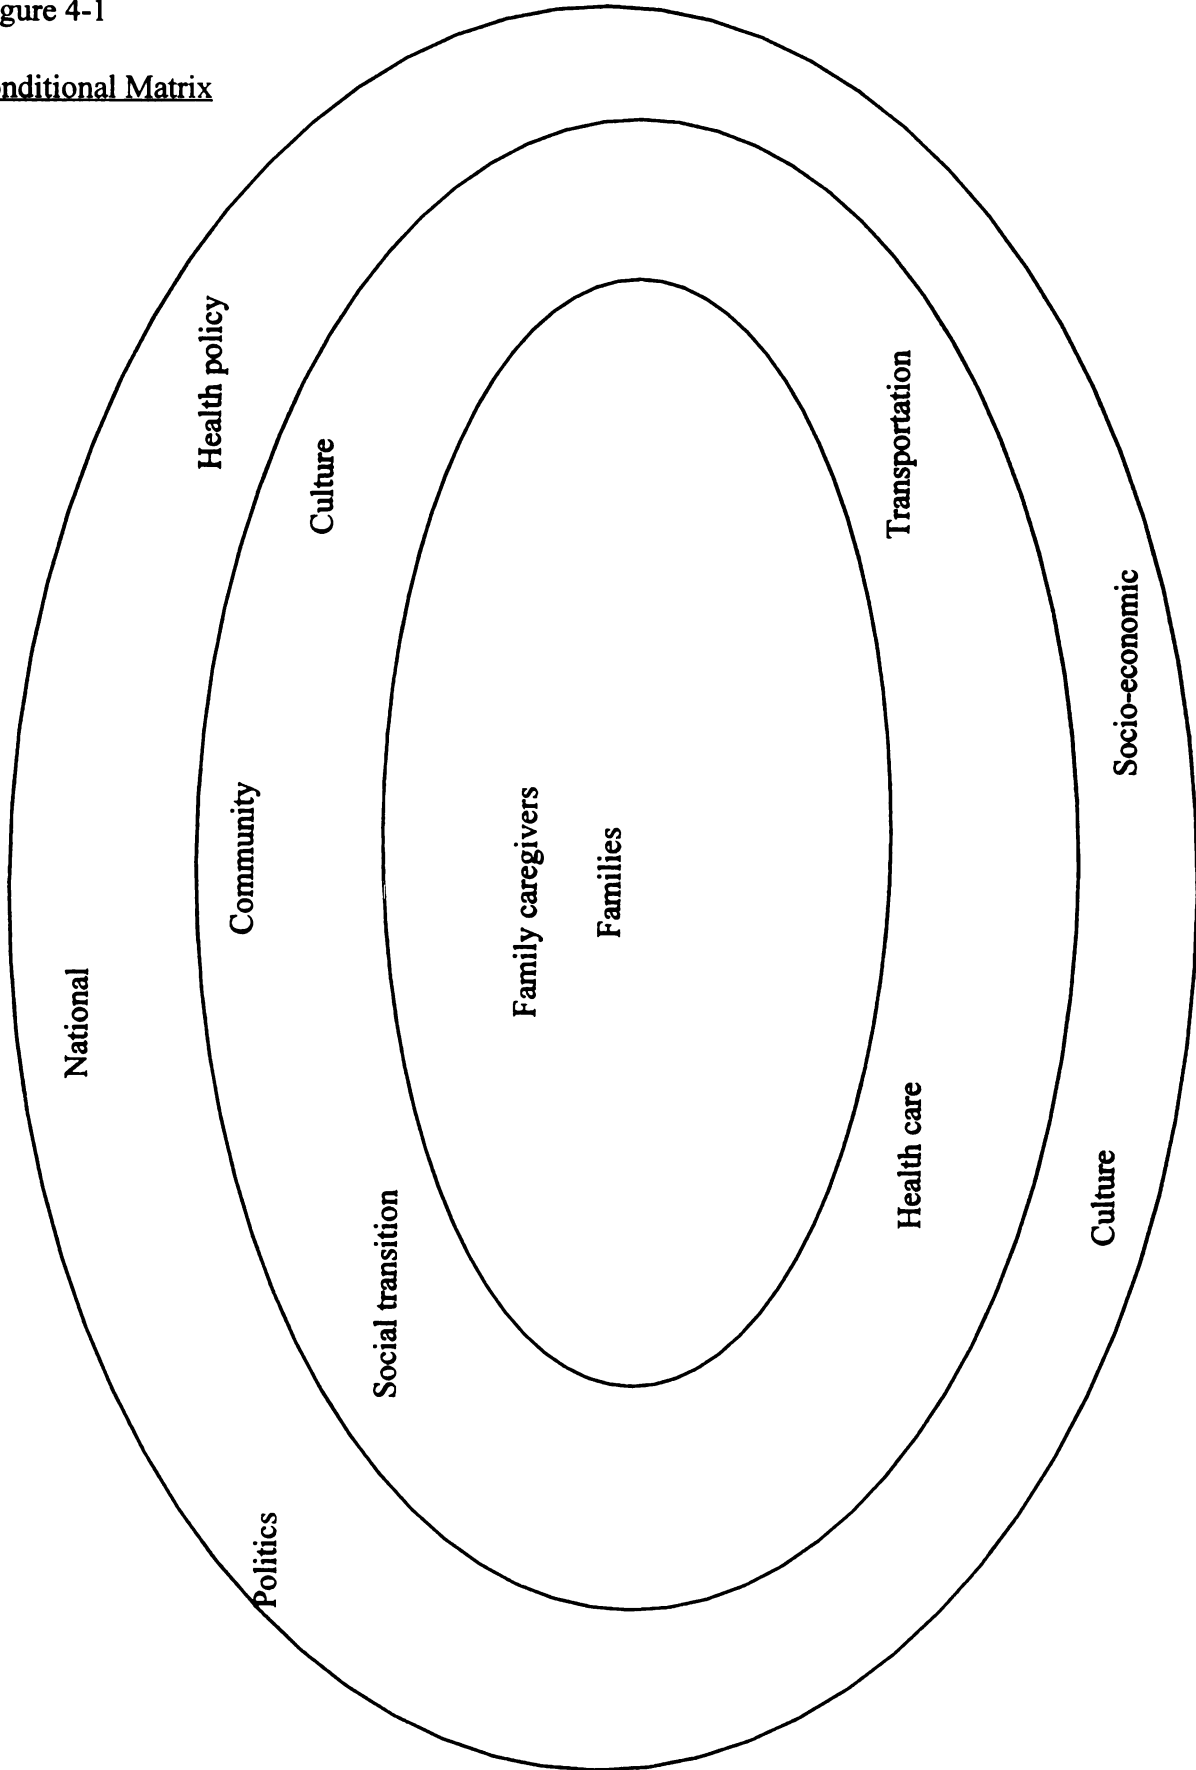 gure 4-1
nditional Matrix
National
Politics
Health policy
Community
Social transition
Culture
Family caregivers
Families
Health care
Transportation
Culture
Socio-economic